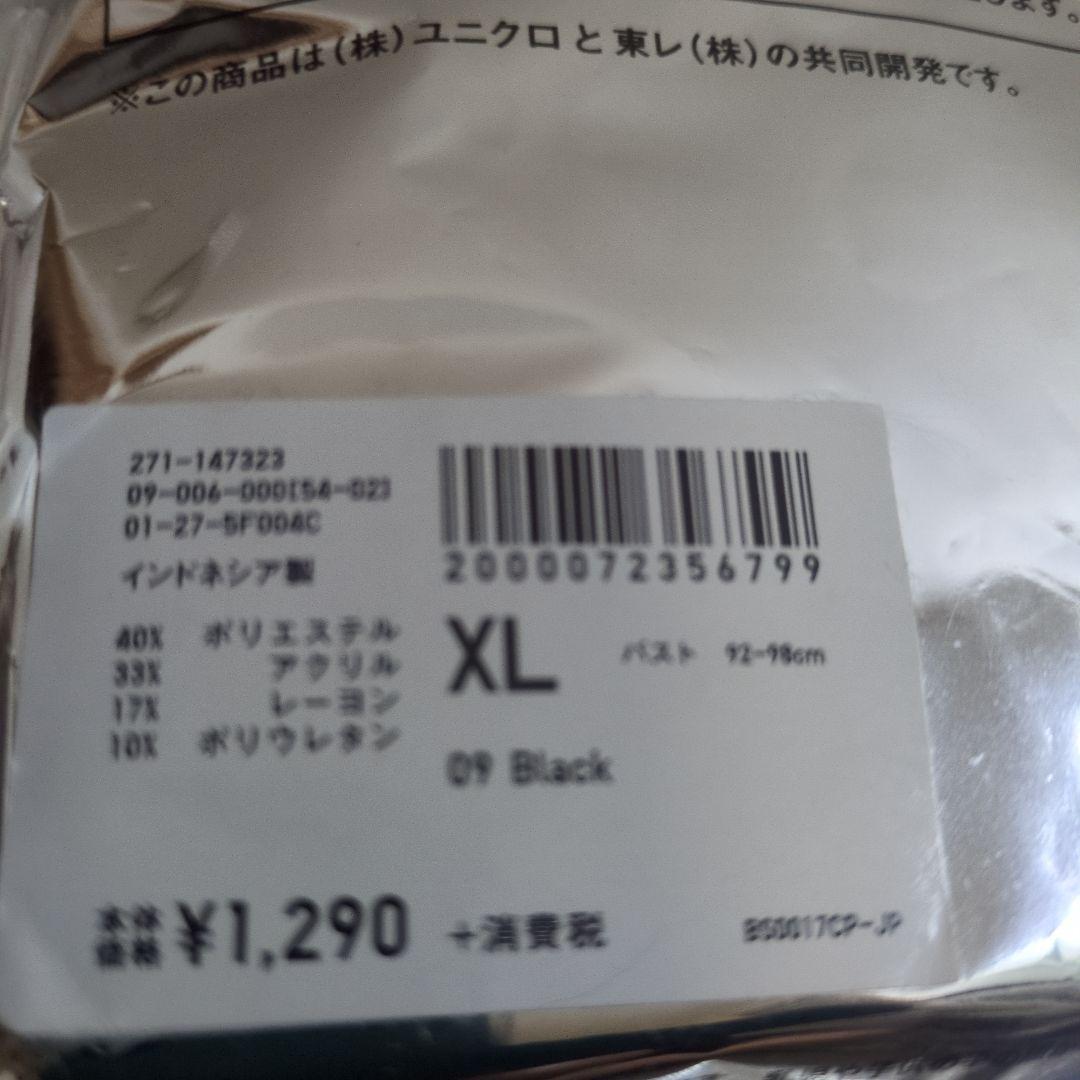 します。
※この商品は(株)ユニクロと東レ(株)の共同開発です。
271-147323
09-006-000[54-02]
01-27-5F004C
インドネシア製
40% ポリエステル
33% アクリル
17% レーヨン
10% ポリウレタン
2000072356799
XL バスト 92-98cm
09 Black
本体価格 ¥1,290 +消費税
BS0017CP-JP